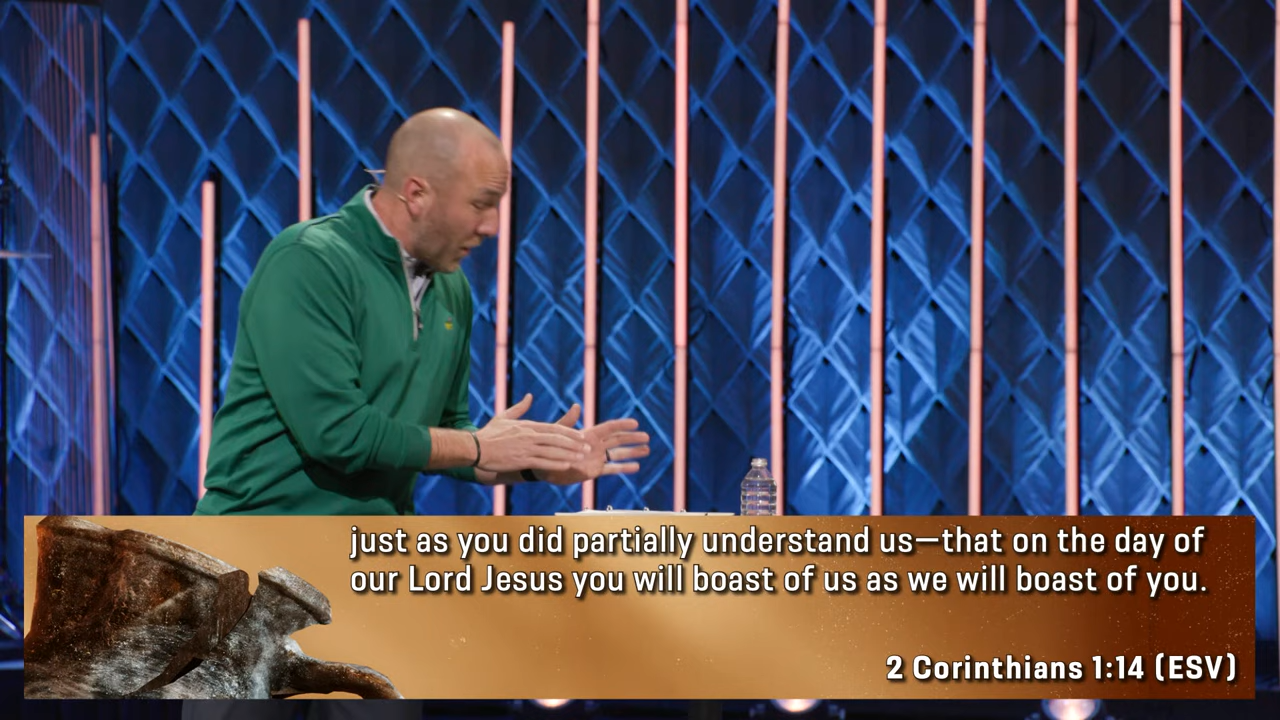 just as you did partially understand us—that on the day of
our Lord Jesus you will boast of us as we will boast of you.
2 Corinthians 1:14 (ESV)